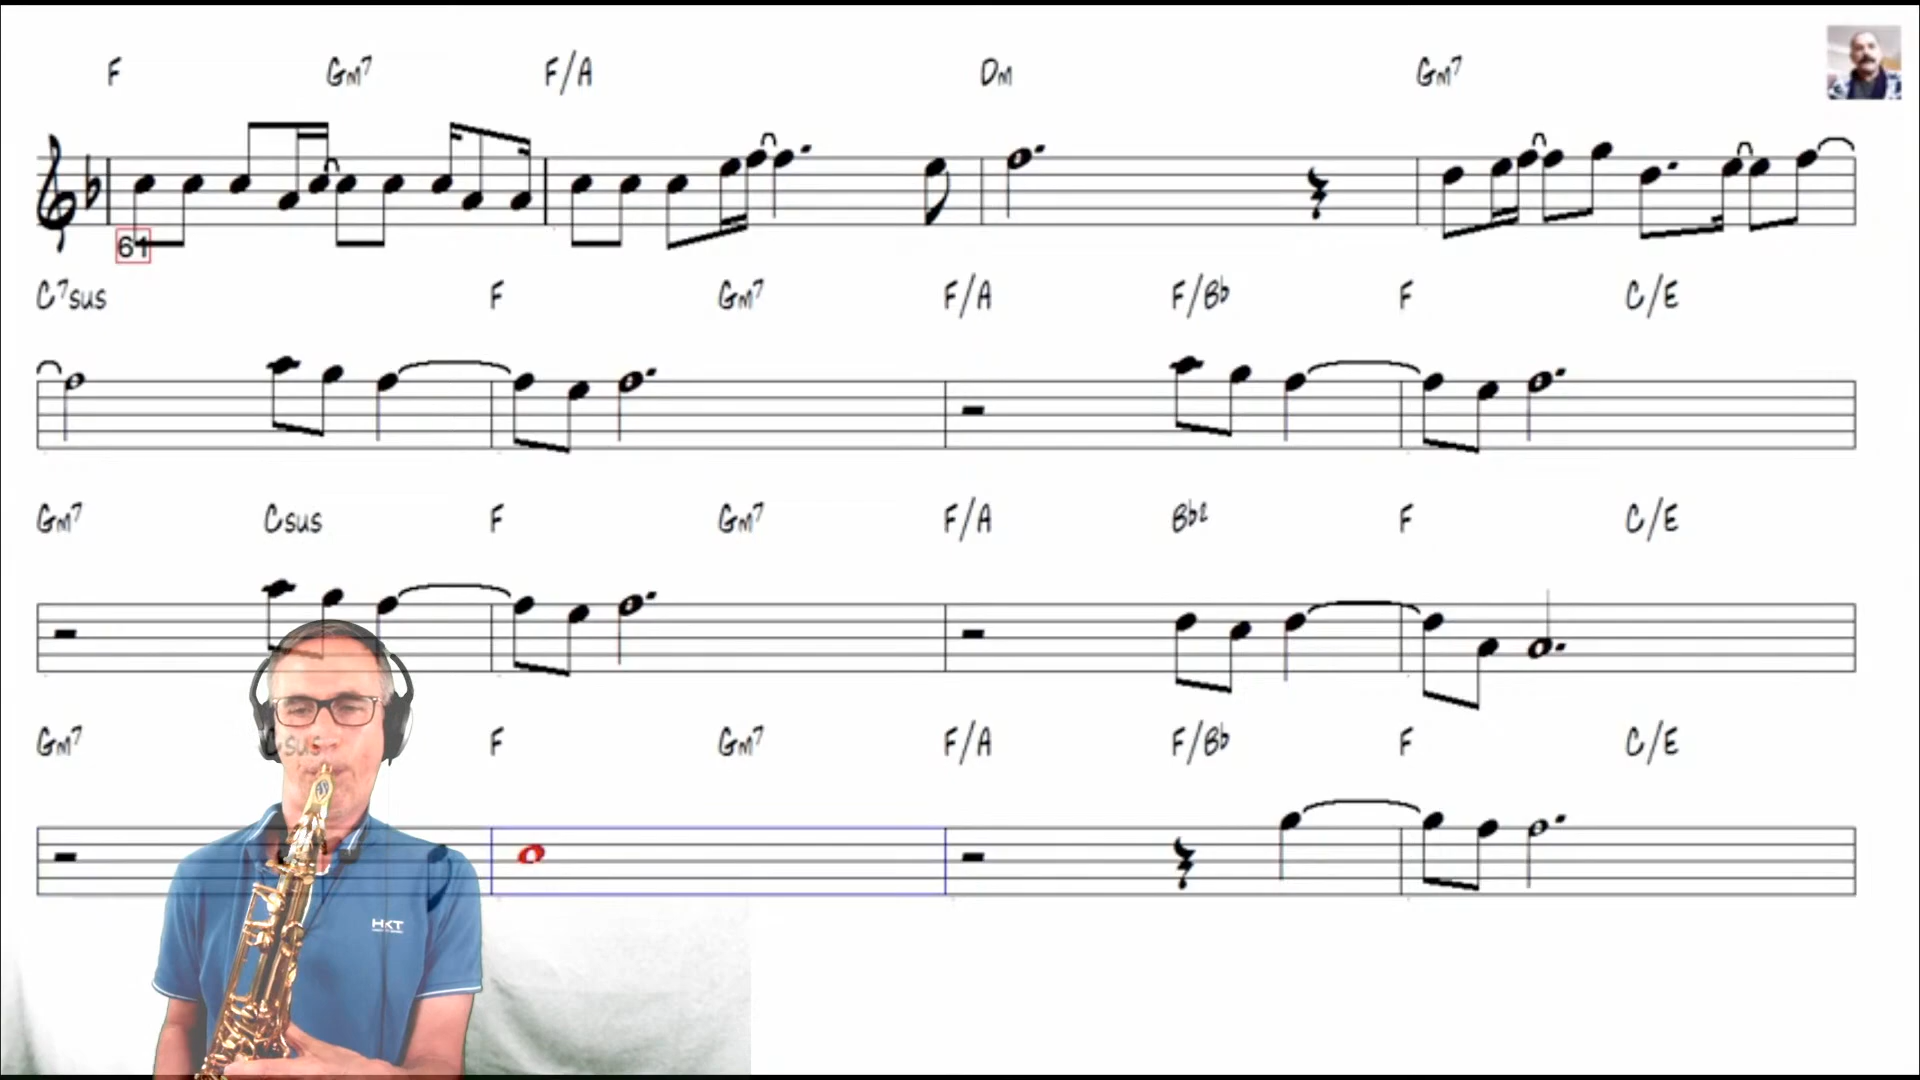 F Gm7 F/A Dm Gm7
61
C7sus F Gm7 F/A F/Bb F C/E
Gm7 Csus F Gm7 F/A Bb2 F C/E
Gm7 Csus F Gm7 F/A F/Bb F C/E
HKT